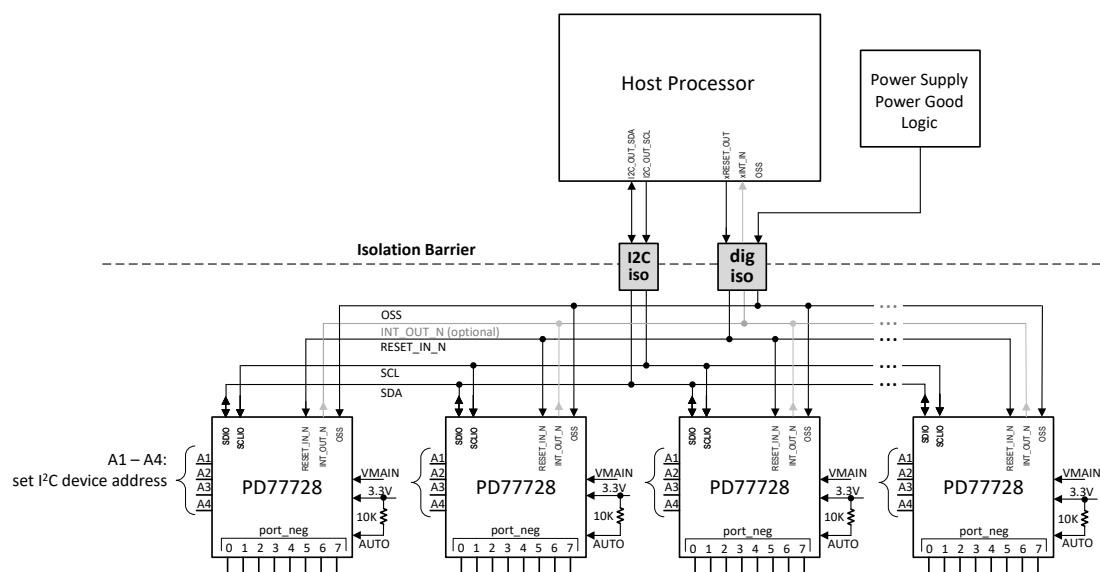 Host Processor
I2C_OUT_SDA
I2C_OUT_SCL
xRESET_OUT
xINT_IN
OSS
Power Supply
Power Good
Logic
Isolation Barrier
I2C
iso
dig
iso
OSS
INT_OUT_N (optional)
RESET_IN_N
SCL
SDA
...
...
...
...
...
A1 – A4:
set I²C device address
SDIO
SCLIO
RESET_IN_N
INT_OUT_N
OSS
A1
A2
A3
A4
PD77728
VMAIN
3.3V
10K
AUTO
port_neg
0 1 2 3 4 5 6 7
SDIO
SCLIO
RESET_IN_N
INT_OUT_N
OSS
A1
A2
A3
A4
PD77728
VMAIN
3.3V
10K
AUTO
port_neg
0 1 2 3 4 5 6 7
SDIO
SCLIO
RESET_IN_N
INT_OUT_N
OSS
A1
A2
A3
A4
PD77728
VMAIN
3.3V
10K
AUTO
port_neg
0 1 2 3 4 5 6 7
SDIO
SCLIO
RESET_IN_N
INT_OUT_N
OSS
A1
A2
A3
A4
PD77728
VMAIN
3.3V
10K
AUTO
port_neg
0 1 2 3 4 5 6 7